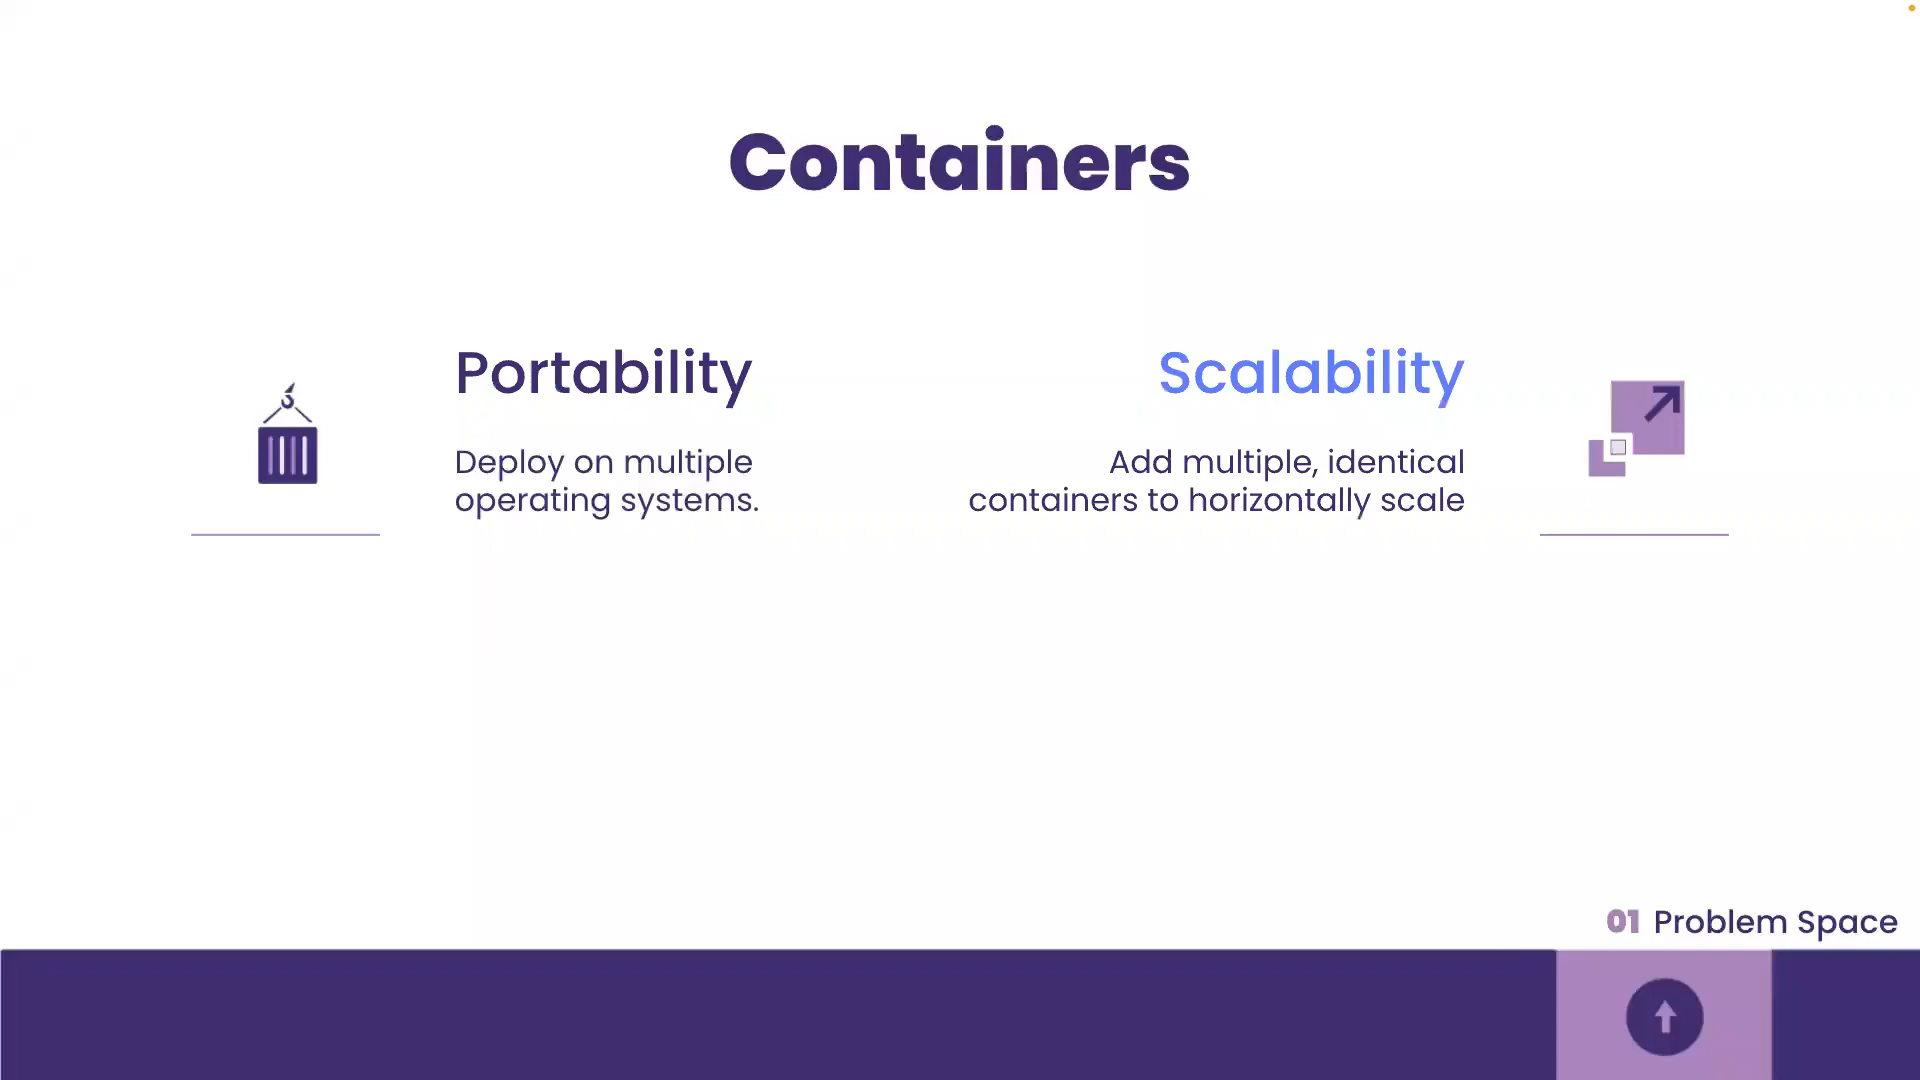 Containers
Portability
Deploy on multiple
operating systems.
Scalability
Add multiple, identical
containers to horizontally scale
01 Problem Space